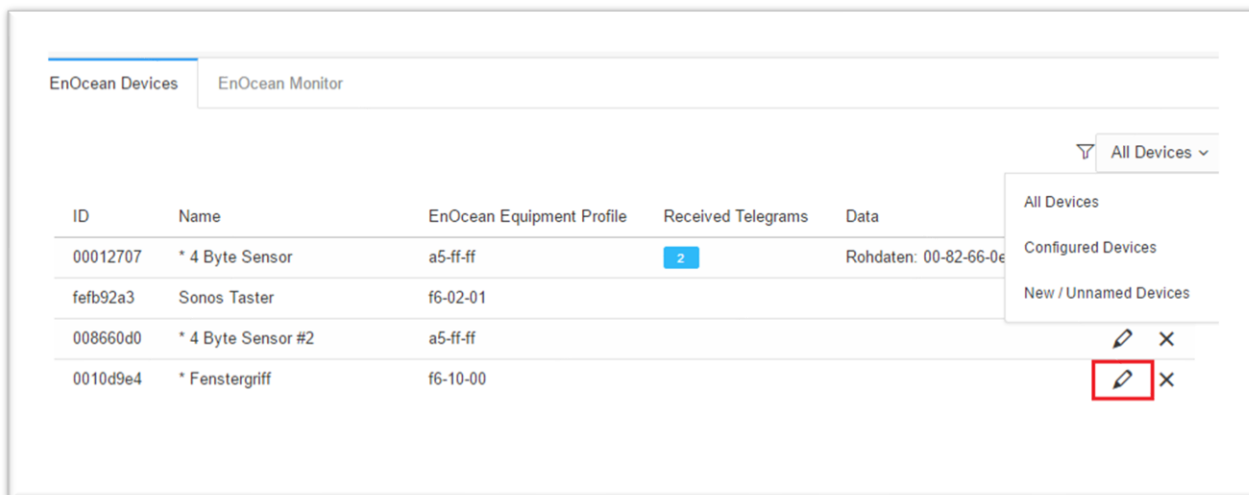 EnOcean Devices EnOcean Monitor
All Devices
All Devices
Configured Devices
New / Unnamed Devices
ID Name EnOcean Equipment Profile Received Telegrams Data
00012707 * 4 Byte Sensor a5-ff-ff 2 Rohdaten: 00-82-66-0e
fefb92a3 Sonos Taster f6-02-01
008660d0 * 4 Byte Sensor #2 a5-ff-ff
0010d9e4 * Fenstergriff f6-10-00